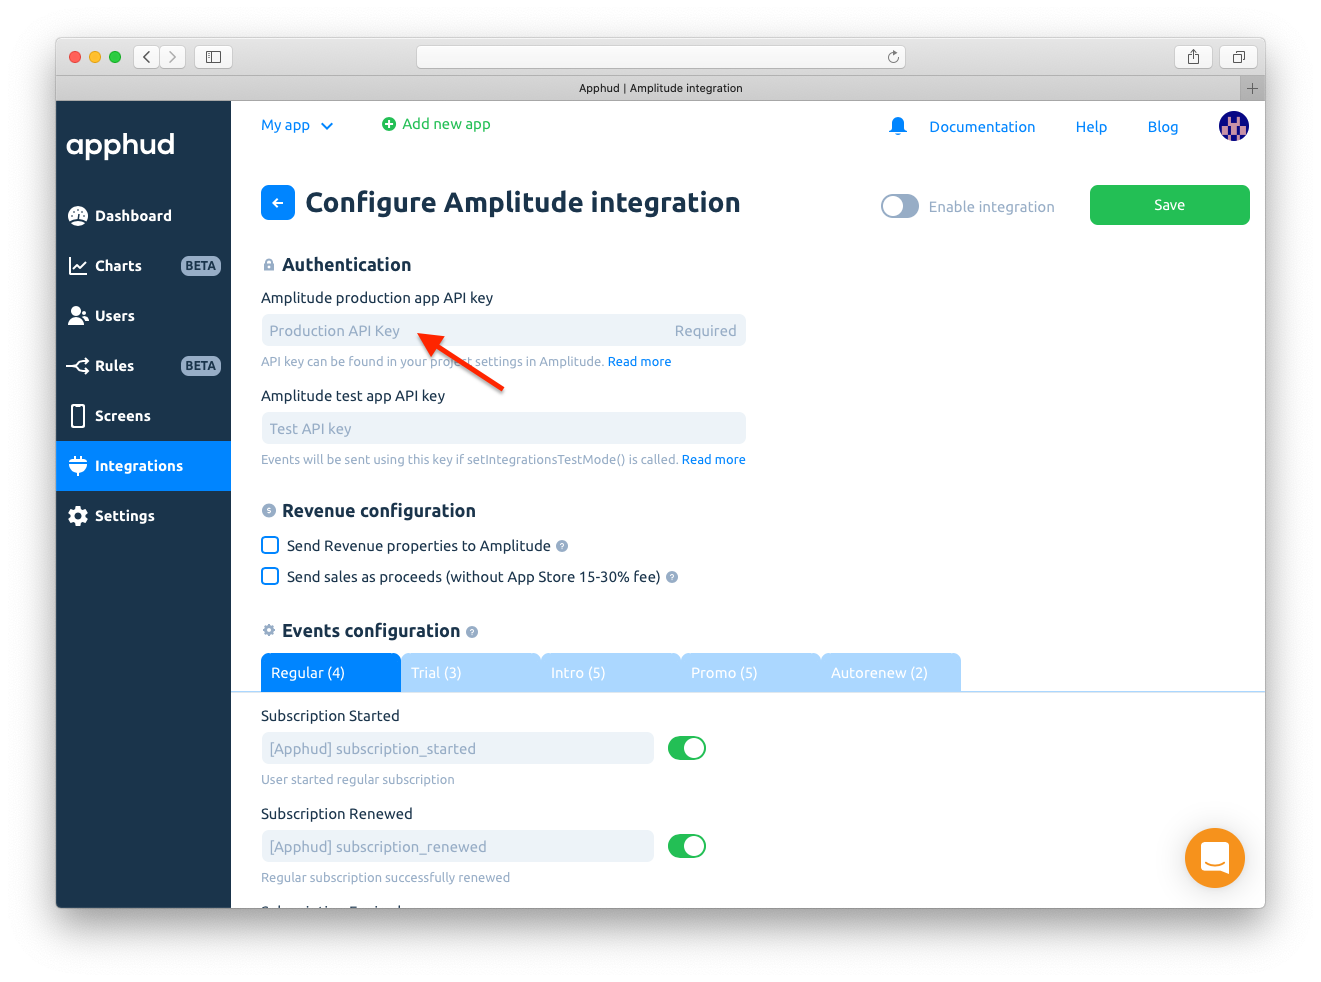 Apphud | Amplitude integration
apphud
My app
Add new app
Documentation
Help
Blog
Dashboard
Charts BETA
Users
Rules BETA
Screens
Integrations
Settings
Configure Amplitude integration
Enable integration
Save
Authentication
Amplitude production app API key
Production API Key Required
API key can be found in your project settings in Amplitude. Read more
Amplitude test app API key
Test API key
Events will be sent using this key if setIntegrationsTestMode() is called. Read more
Revenue configuration
Send Revenue properties to Amplitude ?
Send sales as proceeds (without App Store 15-30% fee) ?
Events configuration ?
Regular (4)
Trial (3)
Intro (5)
Promo (5)
Autorenew (2)
Subscription Started
[Apphud] subscription_started
User started regular subscription
Subscription Renewed
[Apphud] subscription_renewed
Regular subscription successfully renewed